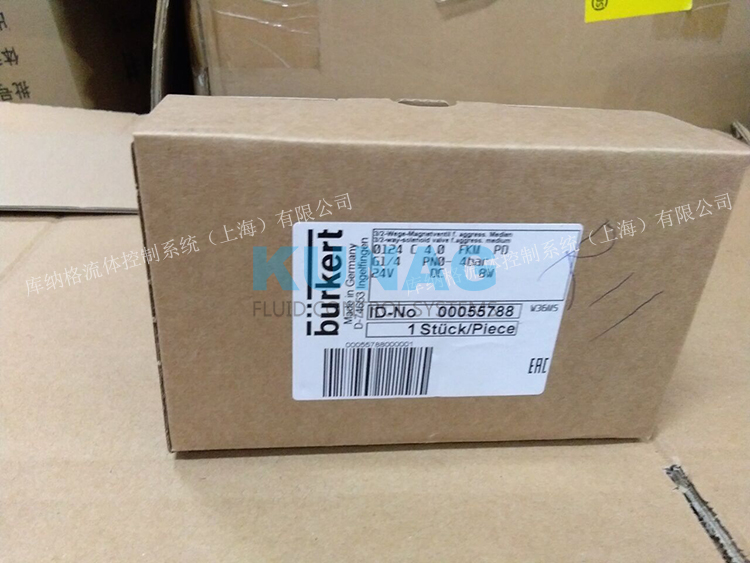 bürkert
Made in Germany
D-74653 Ingelfingen
3/2-Wege-Magnetventil f. aggress. Medien
3/2-way-solenoid valve f.aggress. medium
0124 C 4,0 FKM PD
G1/4 PN0- 4bar
24V DC 8W
ID-No 00055788
W36MS
1 Stück/Piece
00055788000001
EAC
KUNAG
FLUID CONTROL SYSTEMS
库纳格流体控制系统（上海）有限公司
库纳格流体控制系统（上海）有限公司